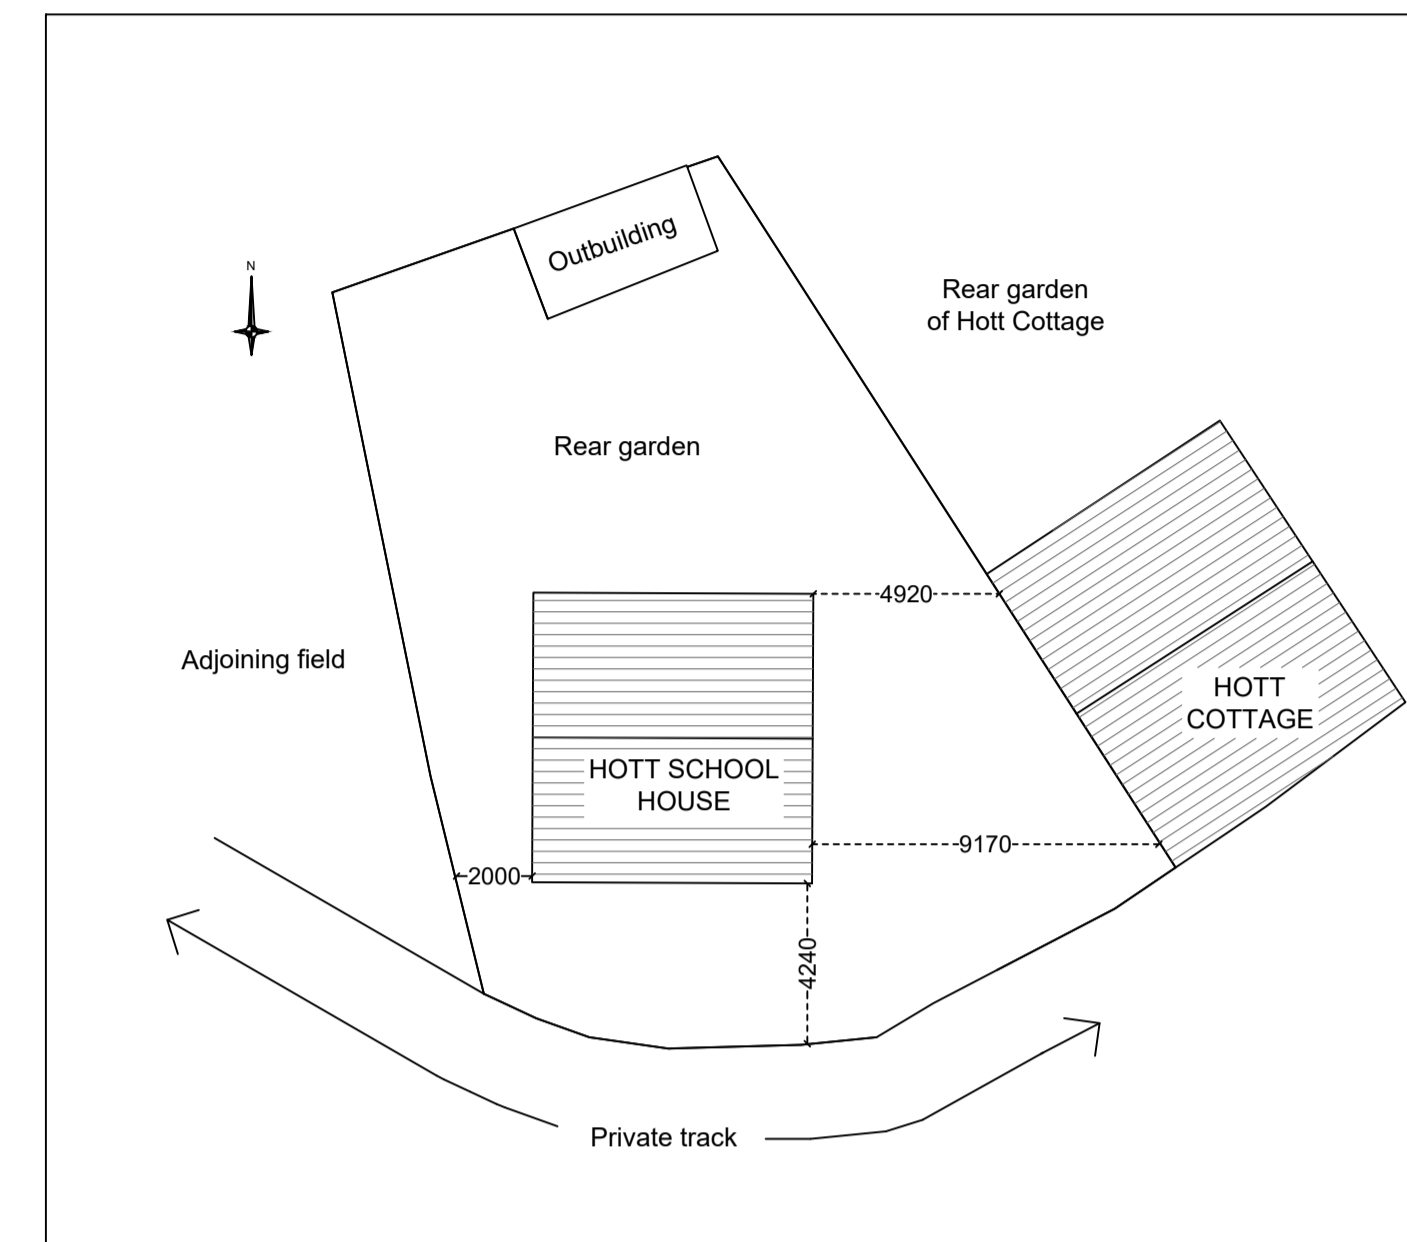 Outbuilding
N
Rear garden
of Hott Cottage
Rear garden
4920
Adjoining field
HOTT
COTTAGE
HOTT SCHOOL
HOUSE
9170
2000
4240
Private track